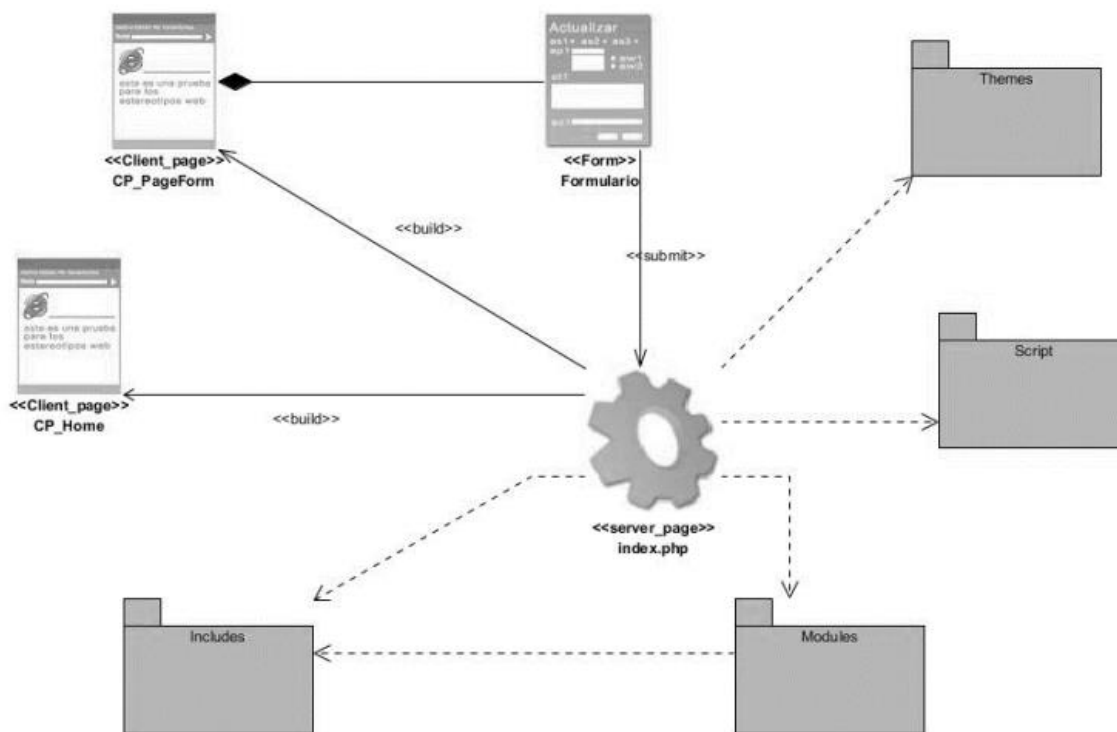 este es una prueba
para los
estereotipos web
<<Client_page>>
CP_PageForm
Actualizar
<<Form>>
Formulario
Themes
<<build>>
<<submit>>
este es una prueba
para los
estereotipos web
<<Client_page>>
CP_Home
<<build>>
Script
<<server_page>>
index.php
Includes
Modules